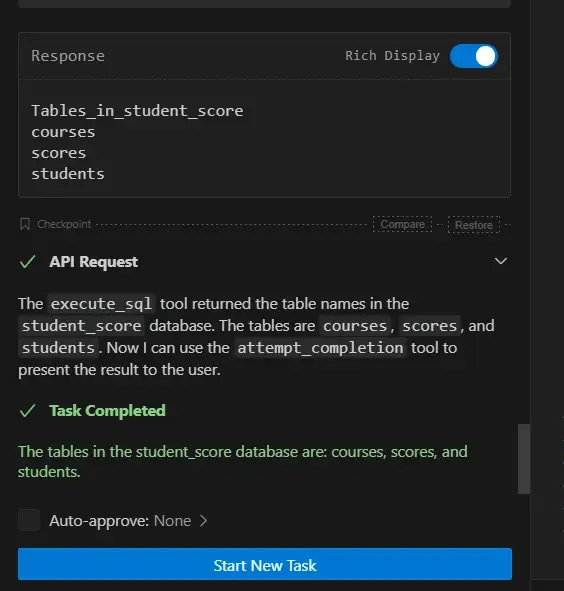 Response Rich Display
Tables_in_student_score
courses
scores
students
Checkpoint Compare Restore
API Request
The execute_sql tool returned the table names in the
student_score database. The tables are courses, scores, and
students. Now I can use the attempt_completion tool to
present the result to the user.
Task Completed
The tables in the student_score database are: courses, scores, and
students.
Auto-approve: None
Start New Task